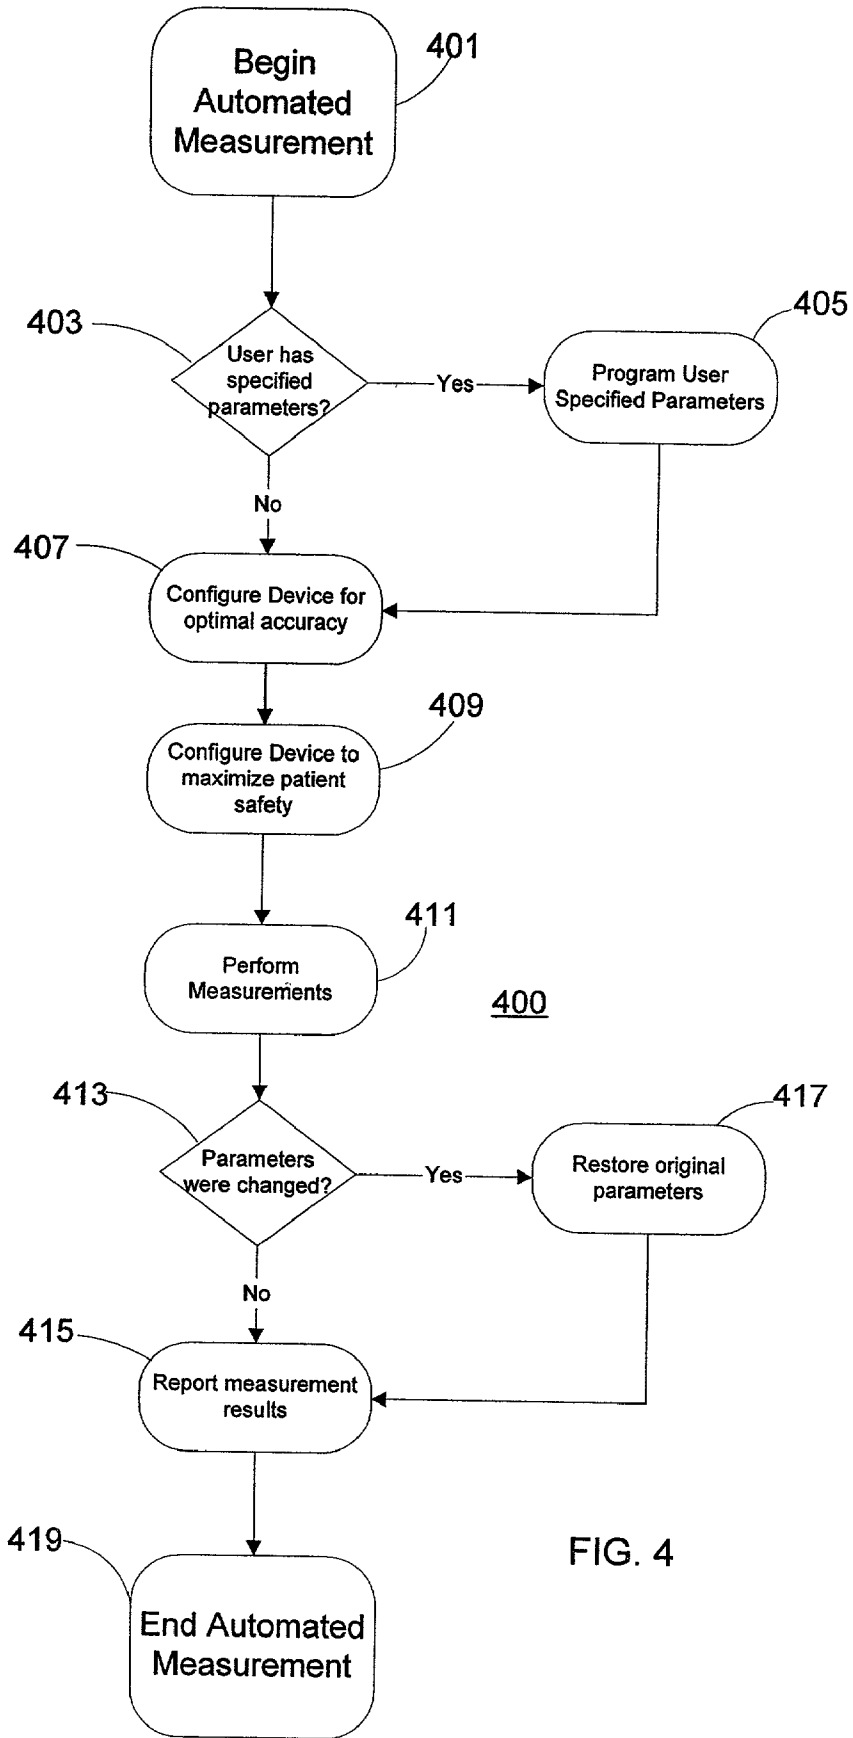 Begin
Automated
Measurement
401
403
User has
specified
parameters?
Yes
405
Program User
Specified Parameters
No
407
Configure Device for
optimal accuracy
409
Configure Device to
maximize patient
safety
411
Perform
Measurements
400
413
Parameters
were changed?
Yes
417
Restore original
parameters
No
415
Report measurement
results
419
End Automated
Measurement
FIG. 4